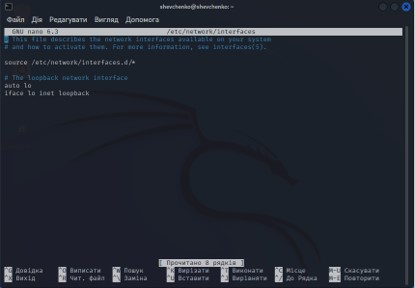 shevchenko@shevchenko: ~
Файл Дія Редагувати Вигляд Допомога
GNU nano 6.3 /etc/network/interfaces
# This file describes the network interfaces available on your system
# and how to activate them. For more information, see interfaces(5).
source /etc/network/interfaces.d/*
# The loopback network interface
auto lo
iface lo inet loopback
[ Прочитано 8 рядків ]
^G Довідка ^O Записати ^W Пошук ^K Вирізати ^T Виконати ^C Місце M-U Скасувати
^X Вихід ^R Чит. файл ^\ Заміна ^U Вставити ^J Вирівняти ^/ До Рядка M-E Повторити